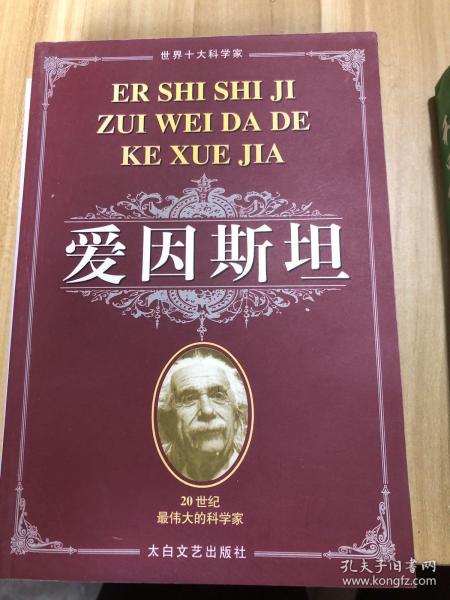 世界十大科学家
ER SHI SHI JI
ZUI WEI DA DE
KE XUE JIA
爱因斯坦
20世纪
最伟大的科学家
太白文艺出版社
孔夫子旧书网
www.kongfz.com